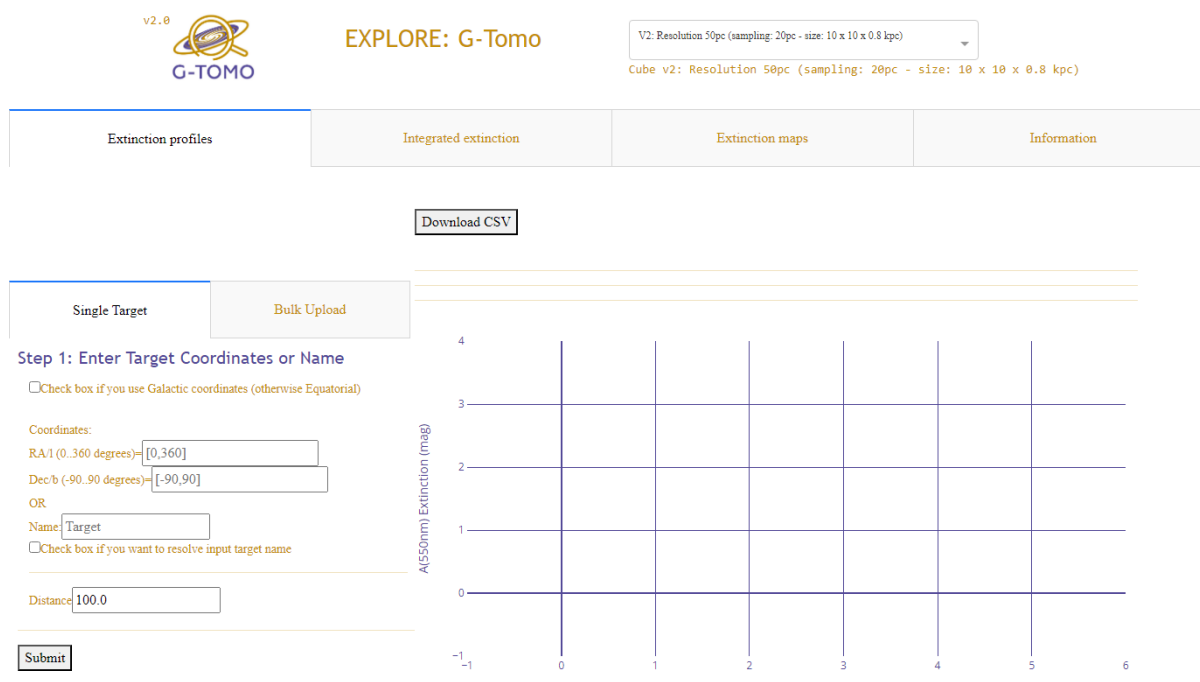 v2.0
G-TOMO
EXPLORE: G-Tomo
V2: Resolution 50pc (sampling: 20pc - size: 10 x 10 x 0.8 kpc)
Cube v2: Resolution 50pc (sampling: 20pc - size: 10 x 10 x 0.8 kpc)
Extinction profiles
Integrated extinction
Extinction maps
Information
Download CSV
Single Target
Bulk Upload
Step 1: Enter Target Coordinates or Name
Check box if you use Galactic coordinates (otherwise Equatorial)
Coordinates:
RA/l (0..360 degrees)= [0,360]
Dec/b (-90..90 degrees)= [-90,90]
OR
Name: Target
Check box if you want to resolve input target name
Distance 100.0
Submit
A(550nm) Extinction (mag)
4
3
2
1
0
−1
−1 0 1 2 3 4 5 6